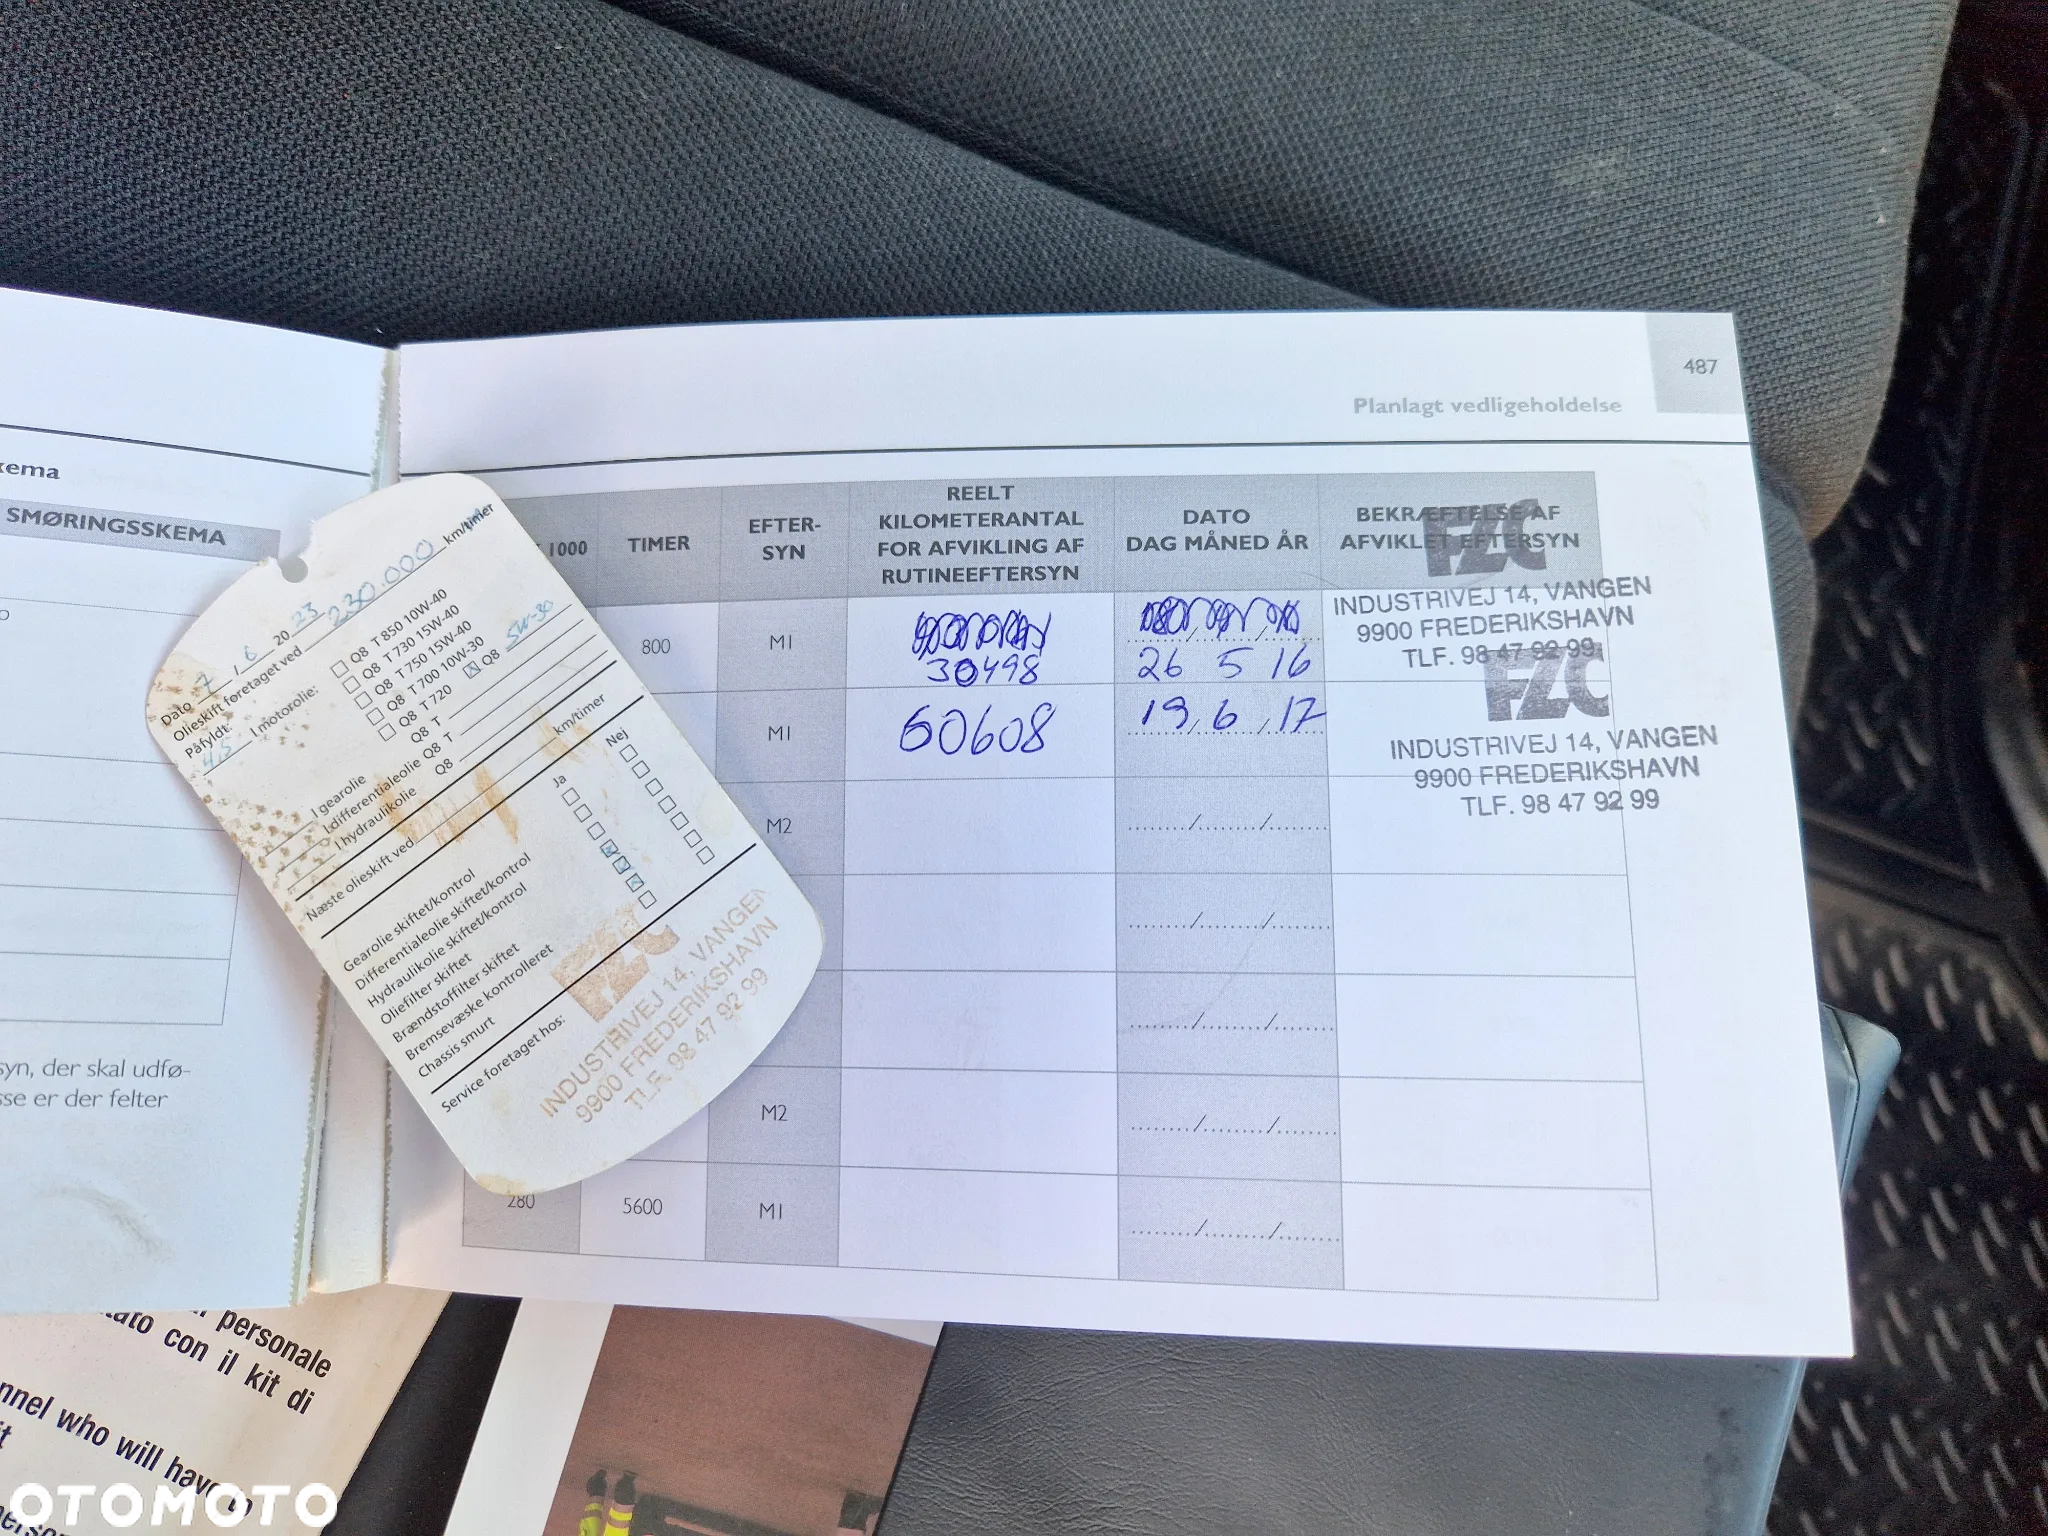 487
Planlagt vedligeholdelse
SMØRINGSSKEMA
1000
TIMER
EFTER-
SYN
REELT
KILOMETERANTAL
FOR AFVIKLING AF
RUTINEEFTERSYN
DATO
DAG MÅNED ÅR
BEKRÆFTELSE AF
AFVIKLET EFTERSYN
800
M1
30498
26 5 16
FZC
INDUSTRIVEJ 14, VANGEN
9900 FREDERIKSHAVN
TLF. 98 47 92 99
M1
60608
19/6/17
FZC
INDUSTRIVEJ 14, VANGEN
9900 FREDERIKSHAVN
TLF. 98 47 92 99
M2
M2
280
5600
M1
Dato 7 / 6 2023
Olieskift foretaget ved 230.000 km/timer
Påfyldt:
4,5 I motorolie:
Q8 T 850 10W-40
Q8 T 730 15W-40
Q8 T 750 15W-40
Q8 T 700 10W-30
Q8 T 720
Q8 5W-30
Q8 T
I gearolie Q8 T
I differentialeolie Q8 T
I hydraulikolie Q8
Næste olieskift ved km/timer
Ja Nej
Gearolie skiftet/kontrol
Differentialeolie skiftet/kontrol
Hydraulikolie skiftet/kontrol
Oliefilter skiftet
Brændstoffilter skiftet
Bremsevæske kontrolleret
Chassis smurt
Service foretaget hos:
FZC
INDUSTRIVEJ 14, VANGEN
9900 FREDERIKSHAVN
TLF. 98 47 92 99
syn, der skal udfø-
sse er der felter
personale
tato con il kit di
nnel who will have to
OTOMOTO